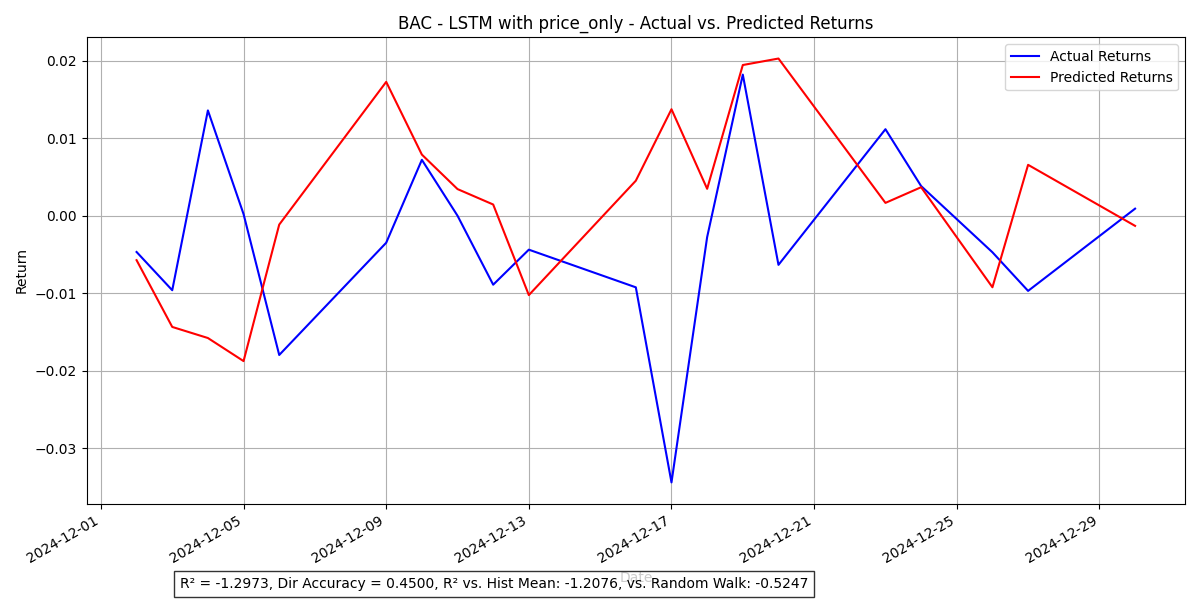 BAC - LSTM with price_only - Actual vs. Predicted Returns
Actual Returns
Predicted Returns
Return
0.02
0.01
0.00
−0.01
−0.02
−0.03
2024-12-01
2024-12-05
2024-12-09
2024-12-13
2024-12-17
2024-12-21
2024-12-25
2024-12-29
Date
R² = -1.2973, Dir Accuracy = 0.4500, R² vs. Hist Mean: -1.2076, vs. Random Walk: -0.5247